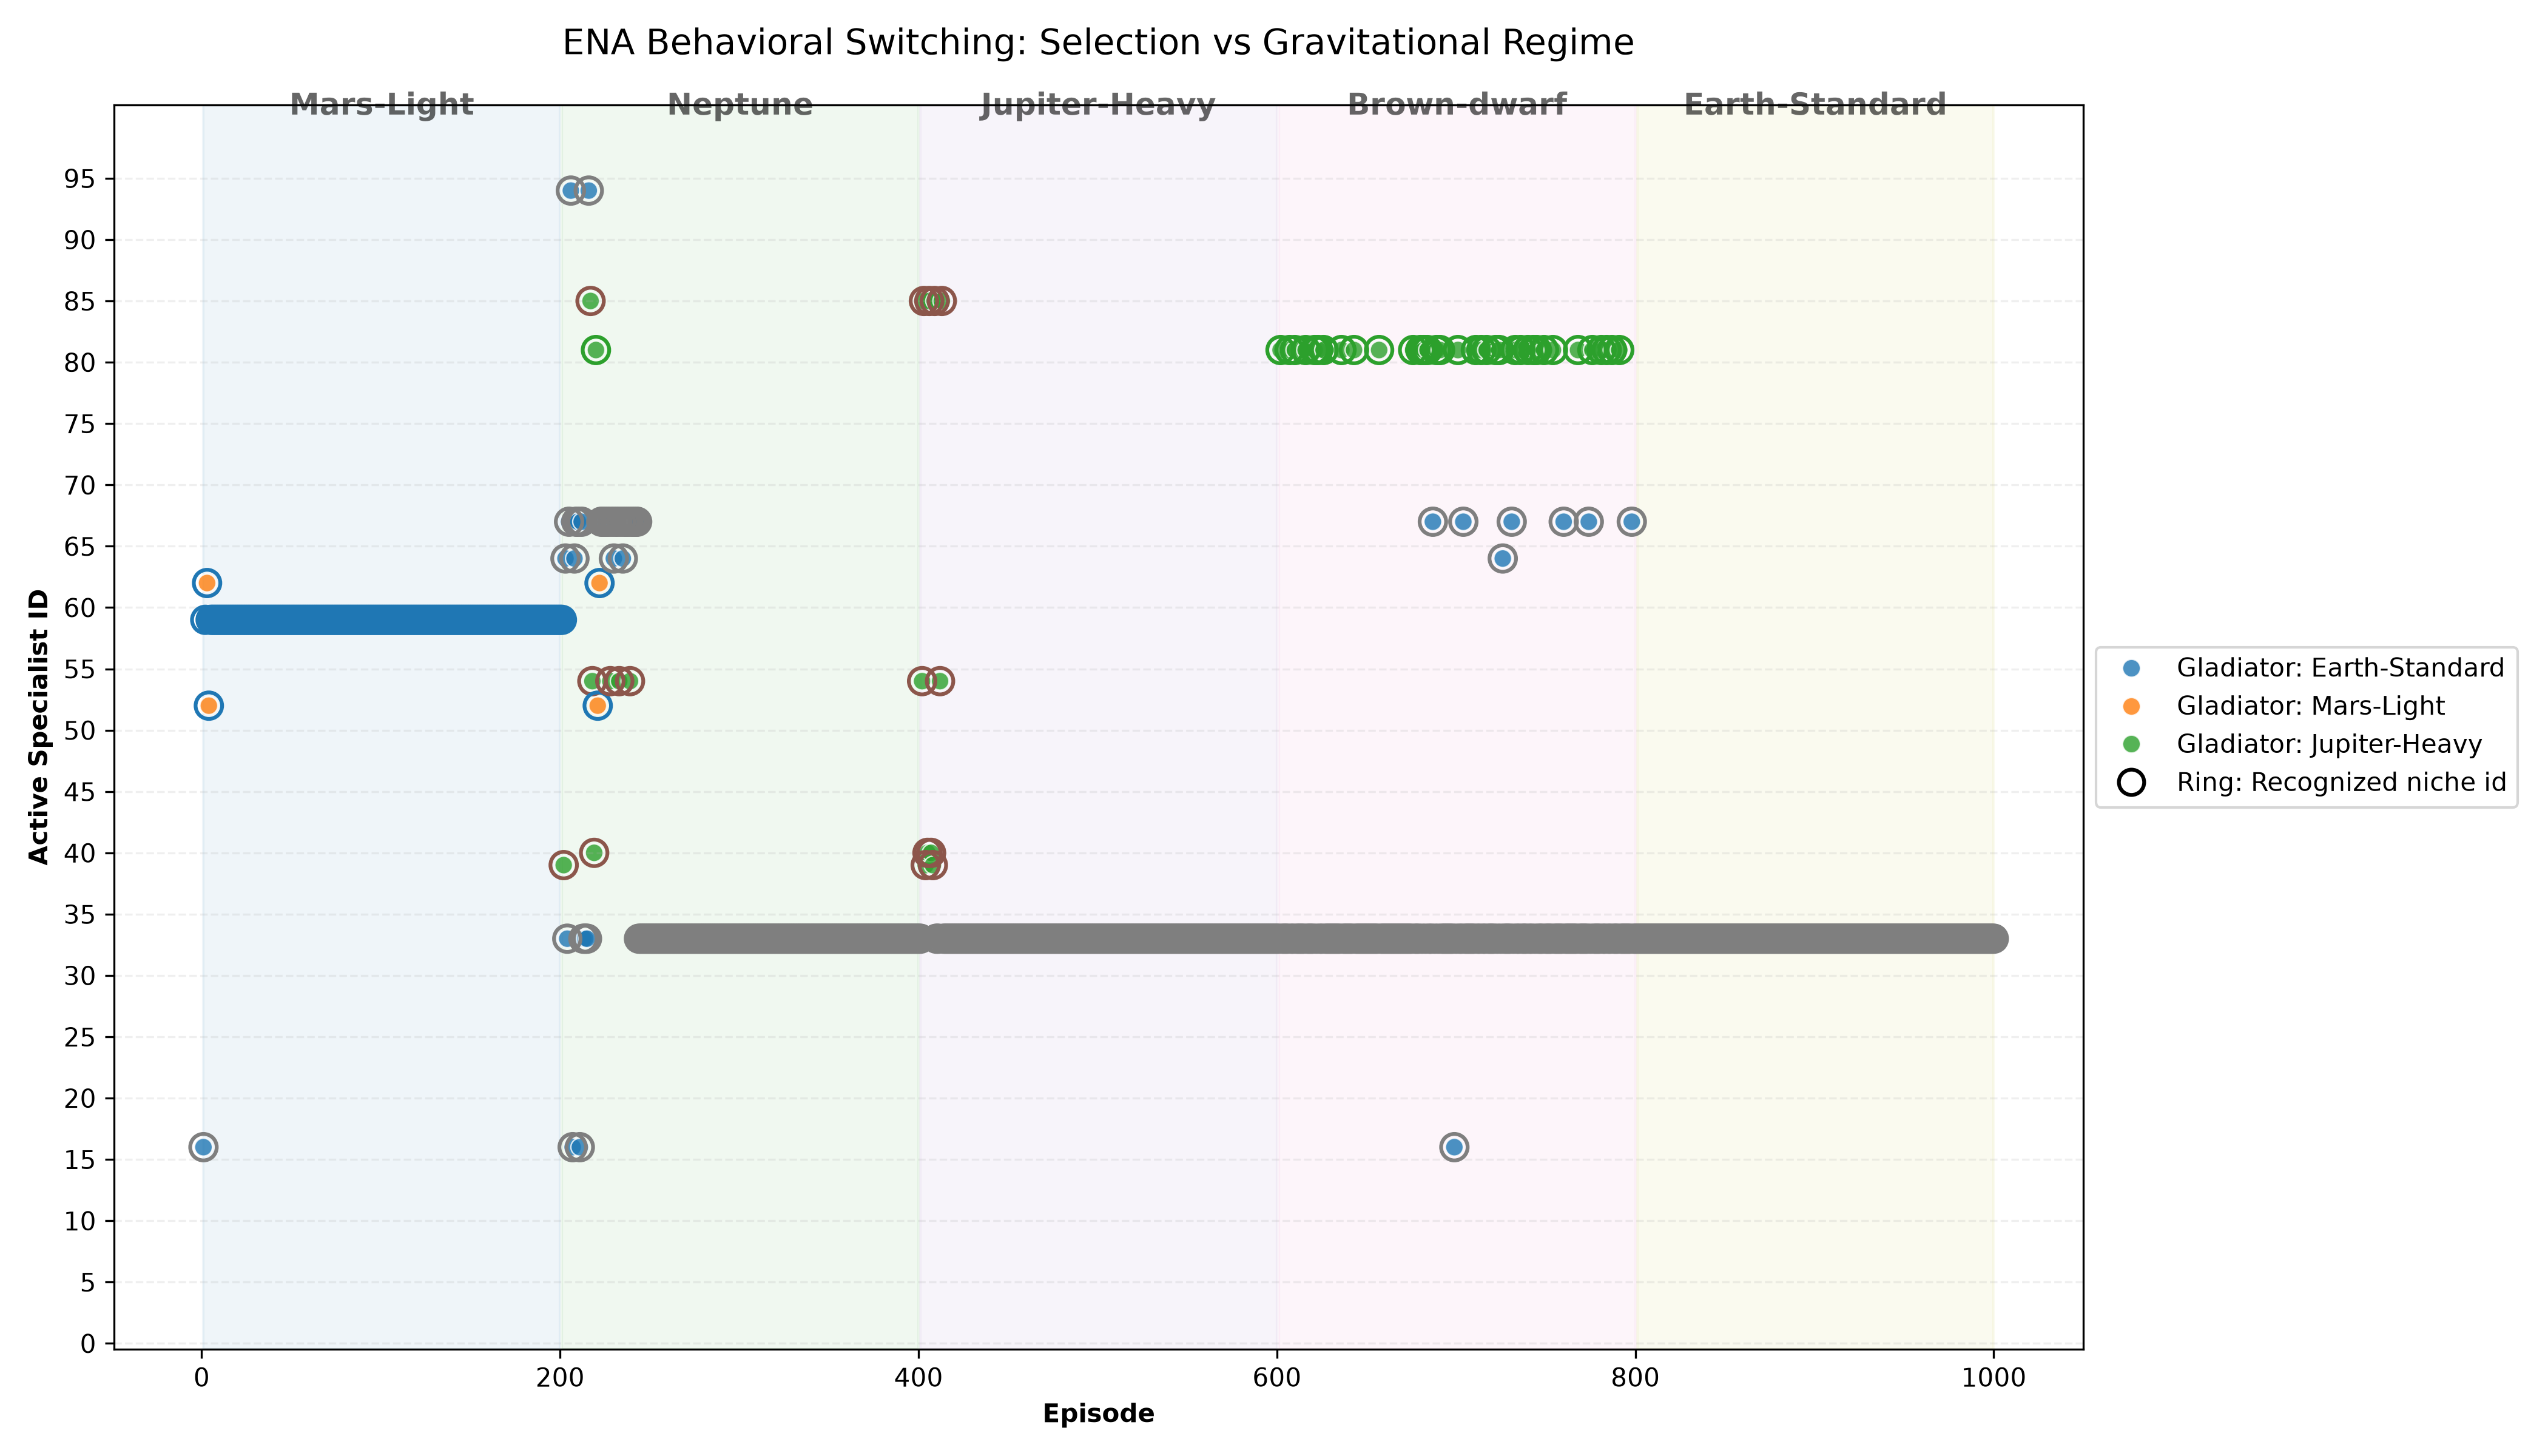 ENA Behavioral Switching: Selection vs Gravitational Regime
Mars-Light
Neptune
Jupiter-Heavy
Brown-dwarf
Earth-Standard
95
90
85
80
75
70
65
60
55
50
45
40
35
30
25
20
15
10
5
0
Active Specialist ID
0
200
400
600
800
1000
Episode
Gladiator: Earth-Standard
Gladiator: Mars-Light
Gladiator: Jupiter-Heavy
Ring: Recognized niche id